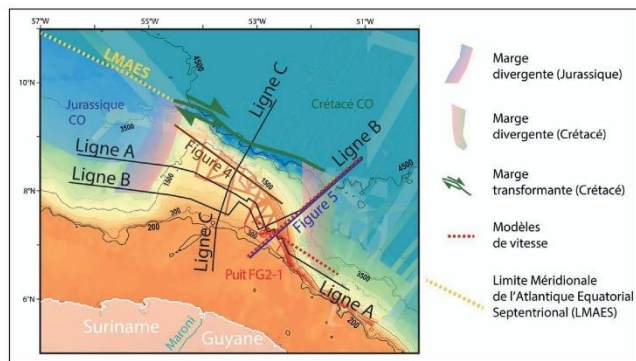 57°W 55° 53° 51°W
10°N
8°N
6°N
LMAES
4500
Ligne C
Jurassique
CO
Crétacé CO
3500
Ligne A
Ligne B
Figure 4
1500
1500
Ligne B
4500
Figure 5
300
200
Ligne C
300
Puit FG2-1
3500
Ligne A
200
Suriname
Maroni
Guyane
Marge
divergente (Jurassique)
Marge
divergente (Crétacé)
Marge
transformante (Crétacé)
Modèles
de vitesse
Limite Méridionale
de l'Atlantique Equatorial
Septentrional (LMAES)